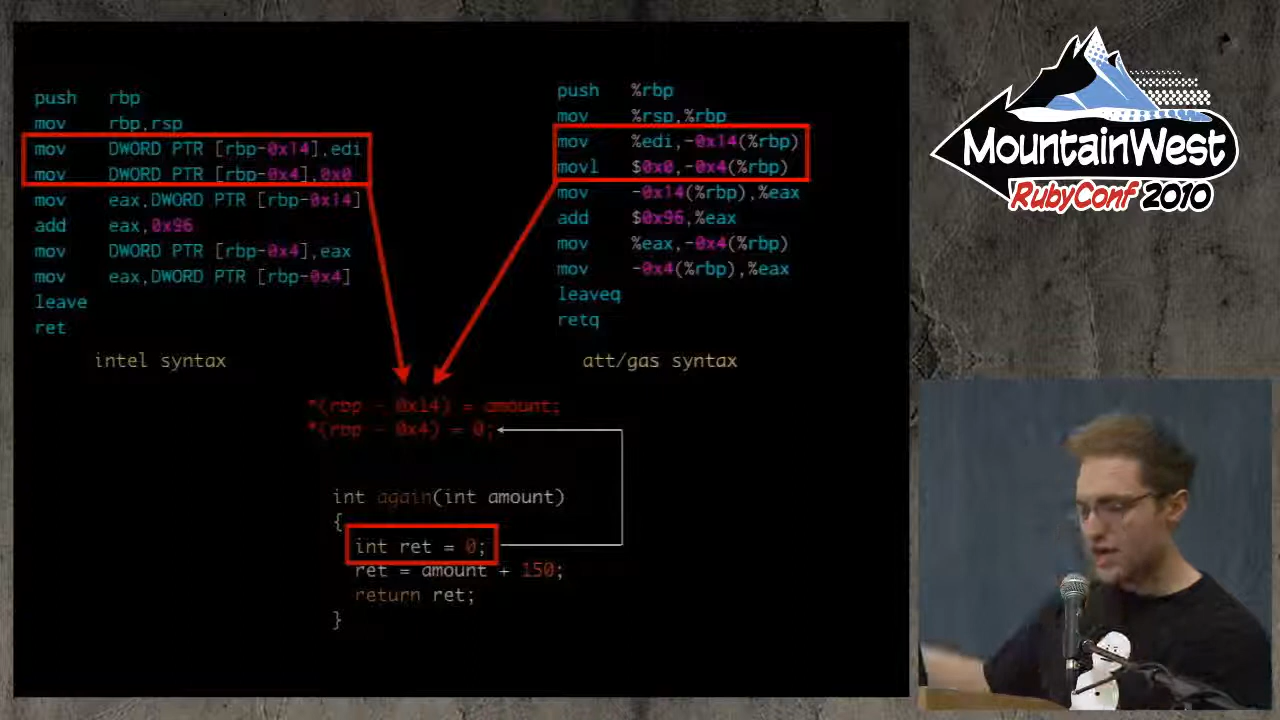 push rbp
mov rbp,rsp
mov DWORD PTR [rbp-0x14],edi
mov DWORD PTR [rbp-0x4],0x0
mov eax,DWORD PTR [rbp-0x14]
add eax,0x96
mov DWORD PTR [rbp-0x4],eax
mov eax,DWORD PTR [rbp-0x4]
leave
ret
intel syntax
push %rbp
mov %rsp,%rbp
mov %edi,-0x14(%rbp)
movl $0x0,-0x4(%rbp)
mov -0x14(%rbp),%eax
add $0x96,%eax
mov %eax,-0x4(%rbp)
mov -0x4(%rbp),%eax
leaveq
retq
att/gas syntax
*(rbp - 0x14) = amount;
*(rbp - 0x4) = 0;
int again(int amount)
{
int ret = 0;
ret = amount + 150;
return ret;
}
MountainWest
RubyConf 2010